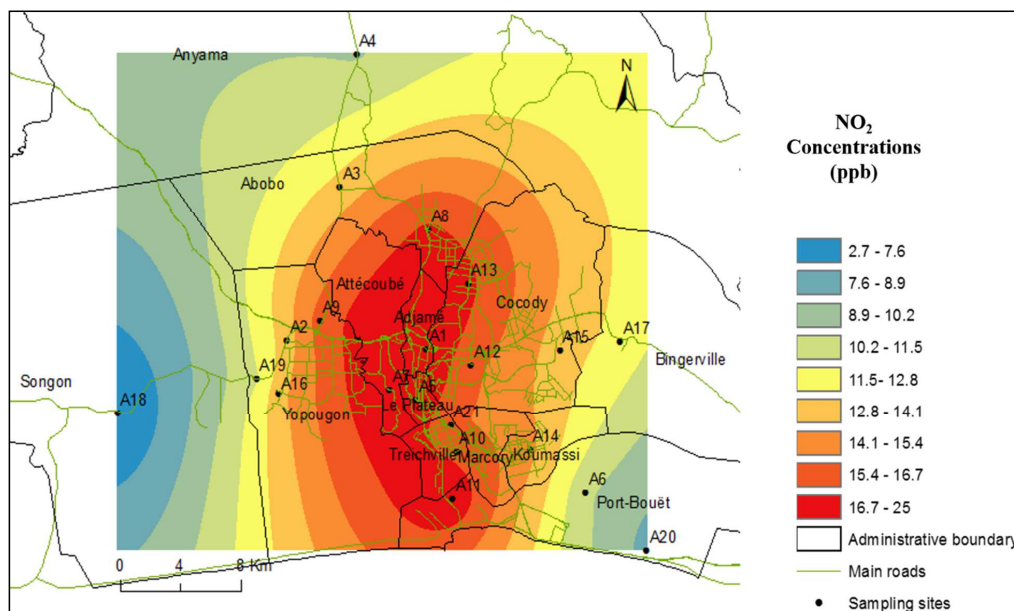 A4
Anyama
N
A3
Abobo
A8
A13
Attécoubé
Cocody
A9
Adjamé
A2
A1
A15
A17
A12
Bingerville
A19
Songon
A18
A16
A7
A5
Le Plateau
Yopougon
A21
A10
A14
Treichville
Marcory
Koumassi
A11
A6
Port-Bouët
A20
0 4 8 Km
NO₂
Concentrations
(ppb)
2.7 - 7.6
7.6 - 8.9
8.9 - 10.2
10.2 - 11.5
11.5- 12.8
12.8 - 14.1
14.1 - 15.4
15.4 - 16.7
16.7 - 25
Administrative boundary
Main roads
Sampling sites